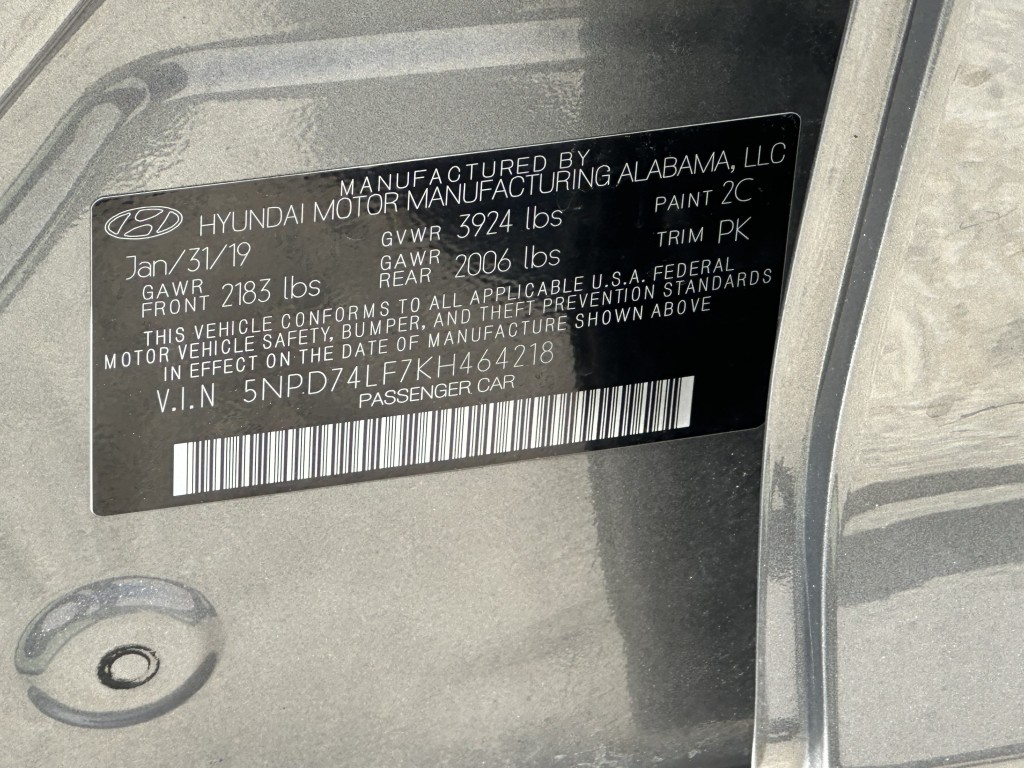 MANUFACTURED BY
HYUNDAI MOTOR MANUFACTURING ALABAMA, LLC
Jan/31/19 GVWR 3924 lbs PAINT 2C
GAWR FRONT 2183 lbs GAWR REAR 2006 lbs TRIM PK
THIS VEHICLE CONFORMS TO ALL APPLICABLE U.S.A. FEDERAL
MOTOR VEHICLE SAFETY, BUMPER, AND THEFT PREVENTION STANDARDS
IN EFFECT ON THE DATE OF MANUFACTURE SHOWN ABOVE
V.I.N 5NPD74LF7KH464218
PASSENGER CAR